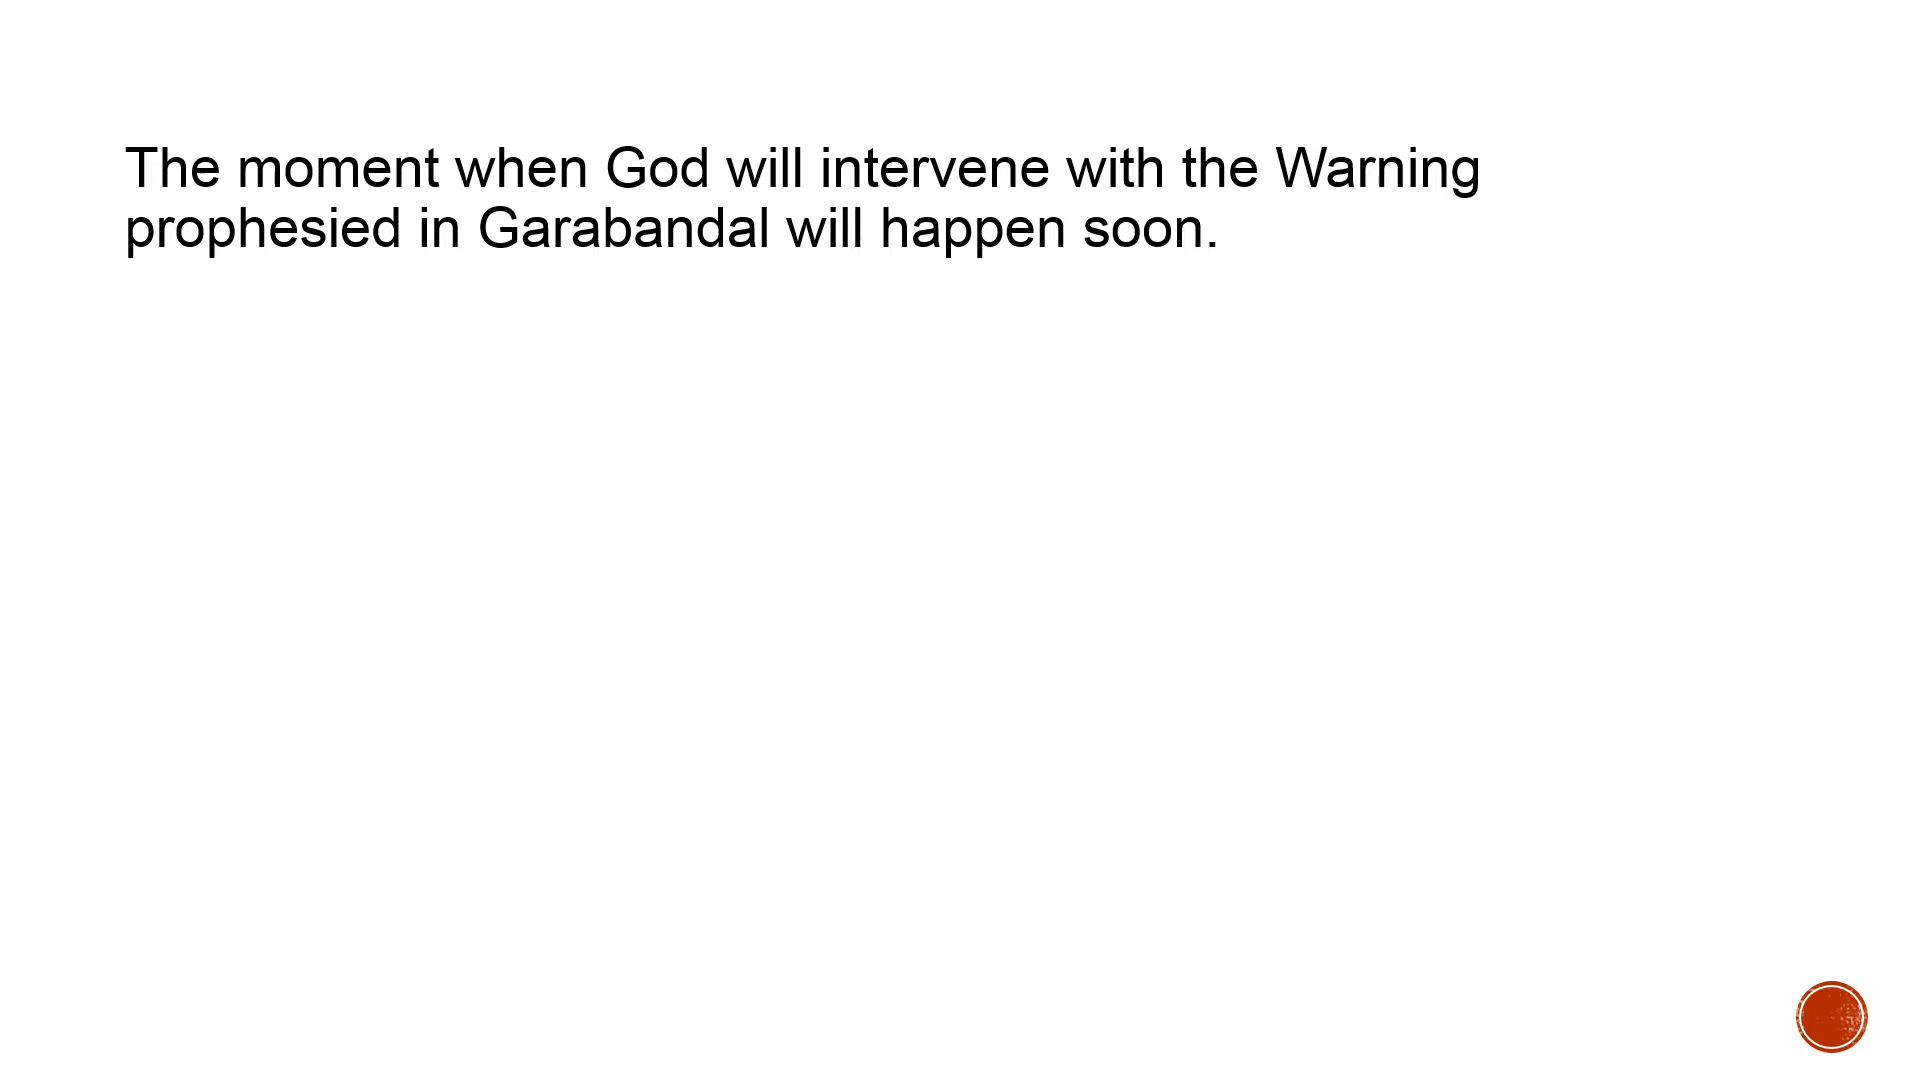 The moment when God will intervene with the Warning
prophesied in Garabandal will happen soon.